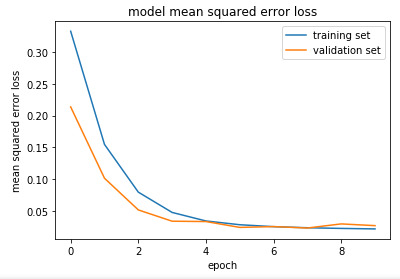 model mean squared error loss
training set
validation set
mean squared error loss
0.30
0.25
0.20
0.15
0.10
0.05
0 2 4 6 8
epoch